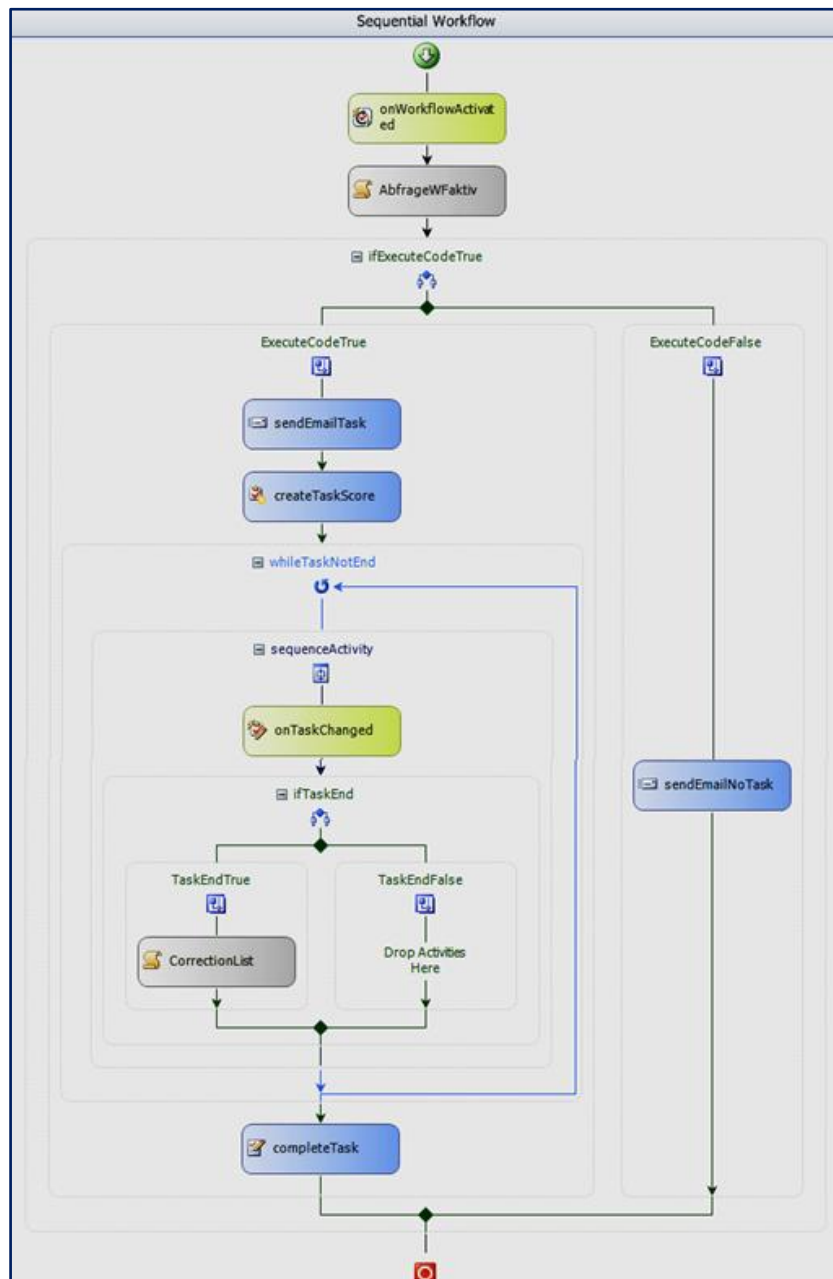 Sequential Workflow
onWorkflowActivat
ed
AbfrageWFaktiv
ifExecuteCodeTrue
ExecuteCodeTrue
ExecuteCodeFalse
sendEmailTask
createTaskScore
whileTaskNotEnd
sequenceActivity
onTaskChanged
sendEmailNoTask
ifTaskEnd
TaskEndTrue
TaskEndFalse
CorrectionList
Drop Activities
Here
completeTask